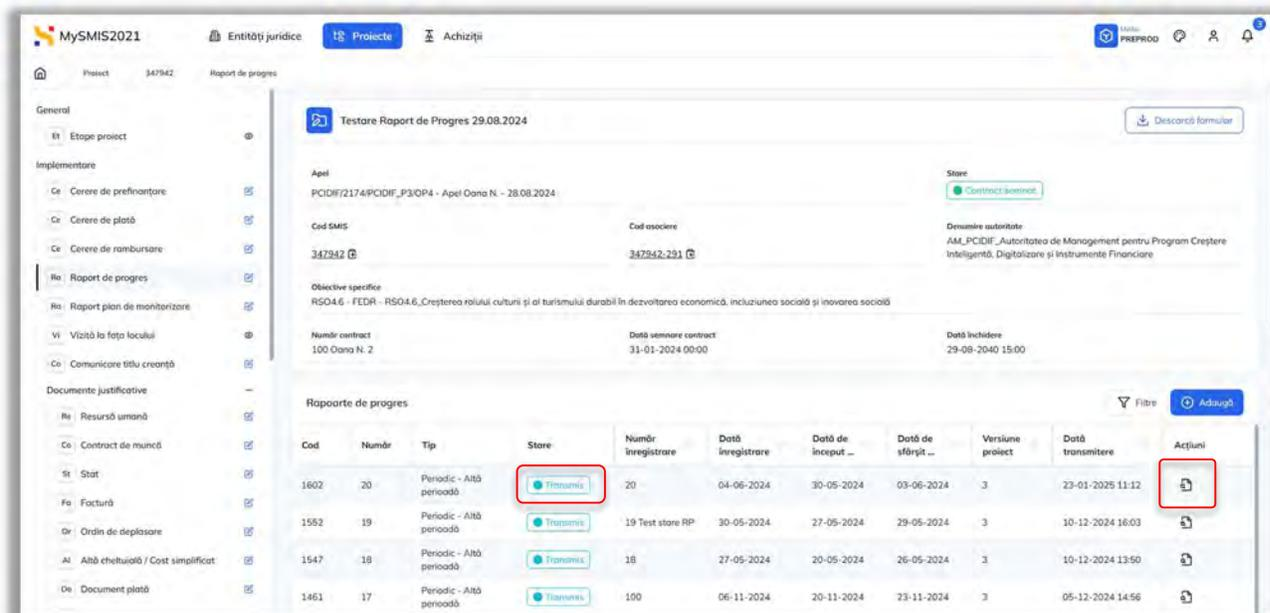 MySMIS2021
Entități juridice
Proiecte
Achiziții
Mediu
PREPROD
3
Proiect 347942 Raport de progres
General
Et Etape proiect
Implementare
Ce Cerere de prefinanțare
Ce Cerere de plată
Ce Cerere de rambursare
Ra Raport de progres
Ra Raport plan de monitorizare
Vi Vizită la fața locului
Co Comunicare titlu creanță
Documente justificative
Re Resursă umană
Co Contract de muncă
St Stat
Fa Factură
Or Ordin de deplasare
Al Altă cheltuială / Cost simplificat
Do Document plată
Testare Raport de Progres 29.08.2024
Descarcă formular
Apel
PCIDIF/2174/PCIDIF_P3/OP4 - Apel Oana N. - 28.08.2024
Stare
Contract semnat
Cod SMIS
347942
Cod asociere
347942-291
Denumire autoritate
AM_PCIDIF_Autoritatea de Management pentru Program Creștere
Inteligentă, Digitalizare și Instrumente Financiare
Obiective specifice
RSO4.6 - FEDR - RSO4.6_Creșterea rolului culturii și al turismului durabil în dezvoltarea economică, incluziunea socială și inovarea socială
Număr contract
100 Oana N. 2
Dată semnare contract
31-01-2024 00:00
Dată închidere
29-08-2040 15:00
Rapoarte de progres
Filtre
Adaugă
Cod Număr Tip Stare Număr înregistrare Dată înregistrare Dată de început ... Dată de sfârșit ... Versiune proiect Dată transmitere Acțiuni
1602 20 Periodic - Altă perioadă Transmis 20 04-06-2024 30-05-2024 03-06-2024 3 23-01-2025 11:12
1552 19 Periodic - Altă perioadă Transmis 19 Test stare RP 30-05-2024 27-05-2024 29-05-2024 3 10-12-2024 16:03
1547 18 Periodic - Altă perioadă Transmis 18 27-05-2024 20-05-2024 26-05-2024 3 10-12-2024 13:50
1461 17 Periodic - Altă perioadă Transmis 100 06-11-2024 20-11-2024 23-11-2024 3 05-12-2024 14:56